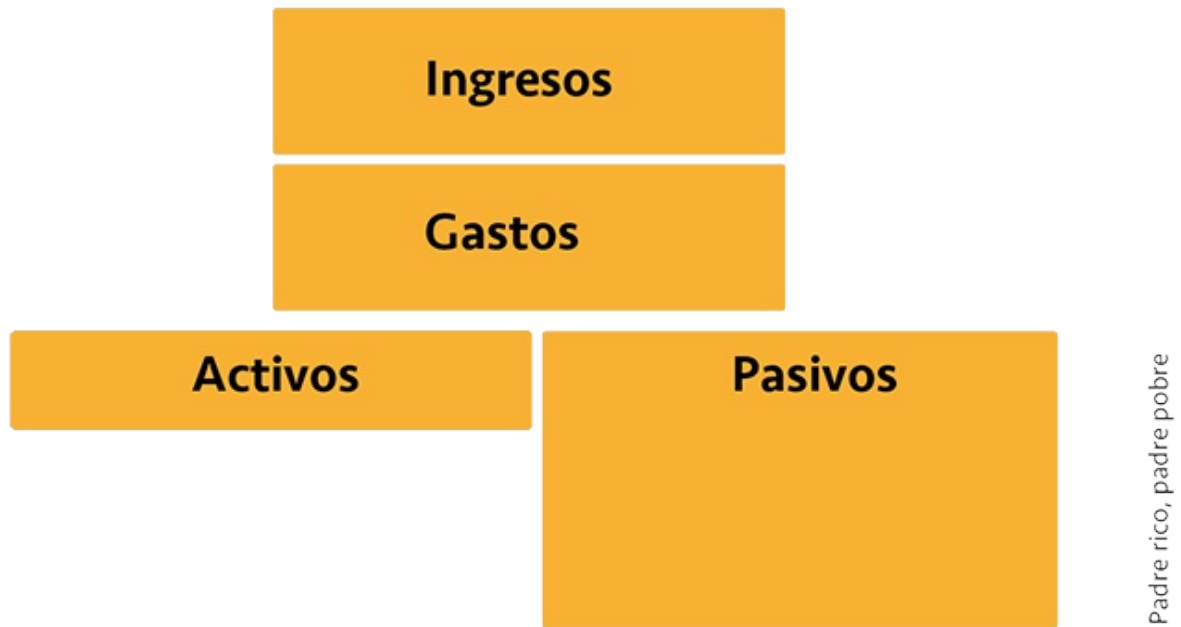 Ingresos
Gastos
Activos
Pasivos
Padre rico, padre pobre